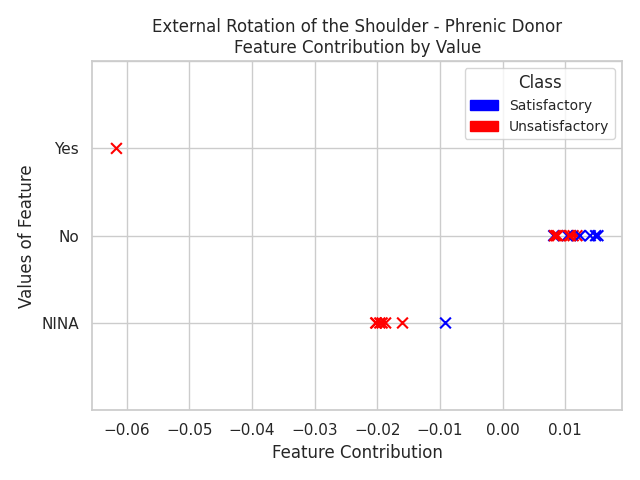 External Rotation of the Shoulder - Phrenic Donor
Feature Contribution by Value
Class
Satisfactory
Unsatisfactory
Values of Feature
Yes
No
NINA
−0.06 −0.05 −0.04 −0.03 −0.02 −0.01 0.00 0.01
Feature Contribution